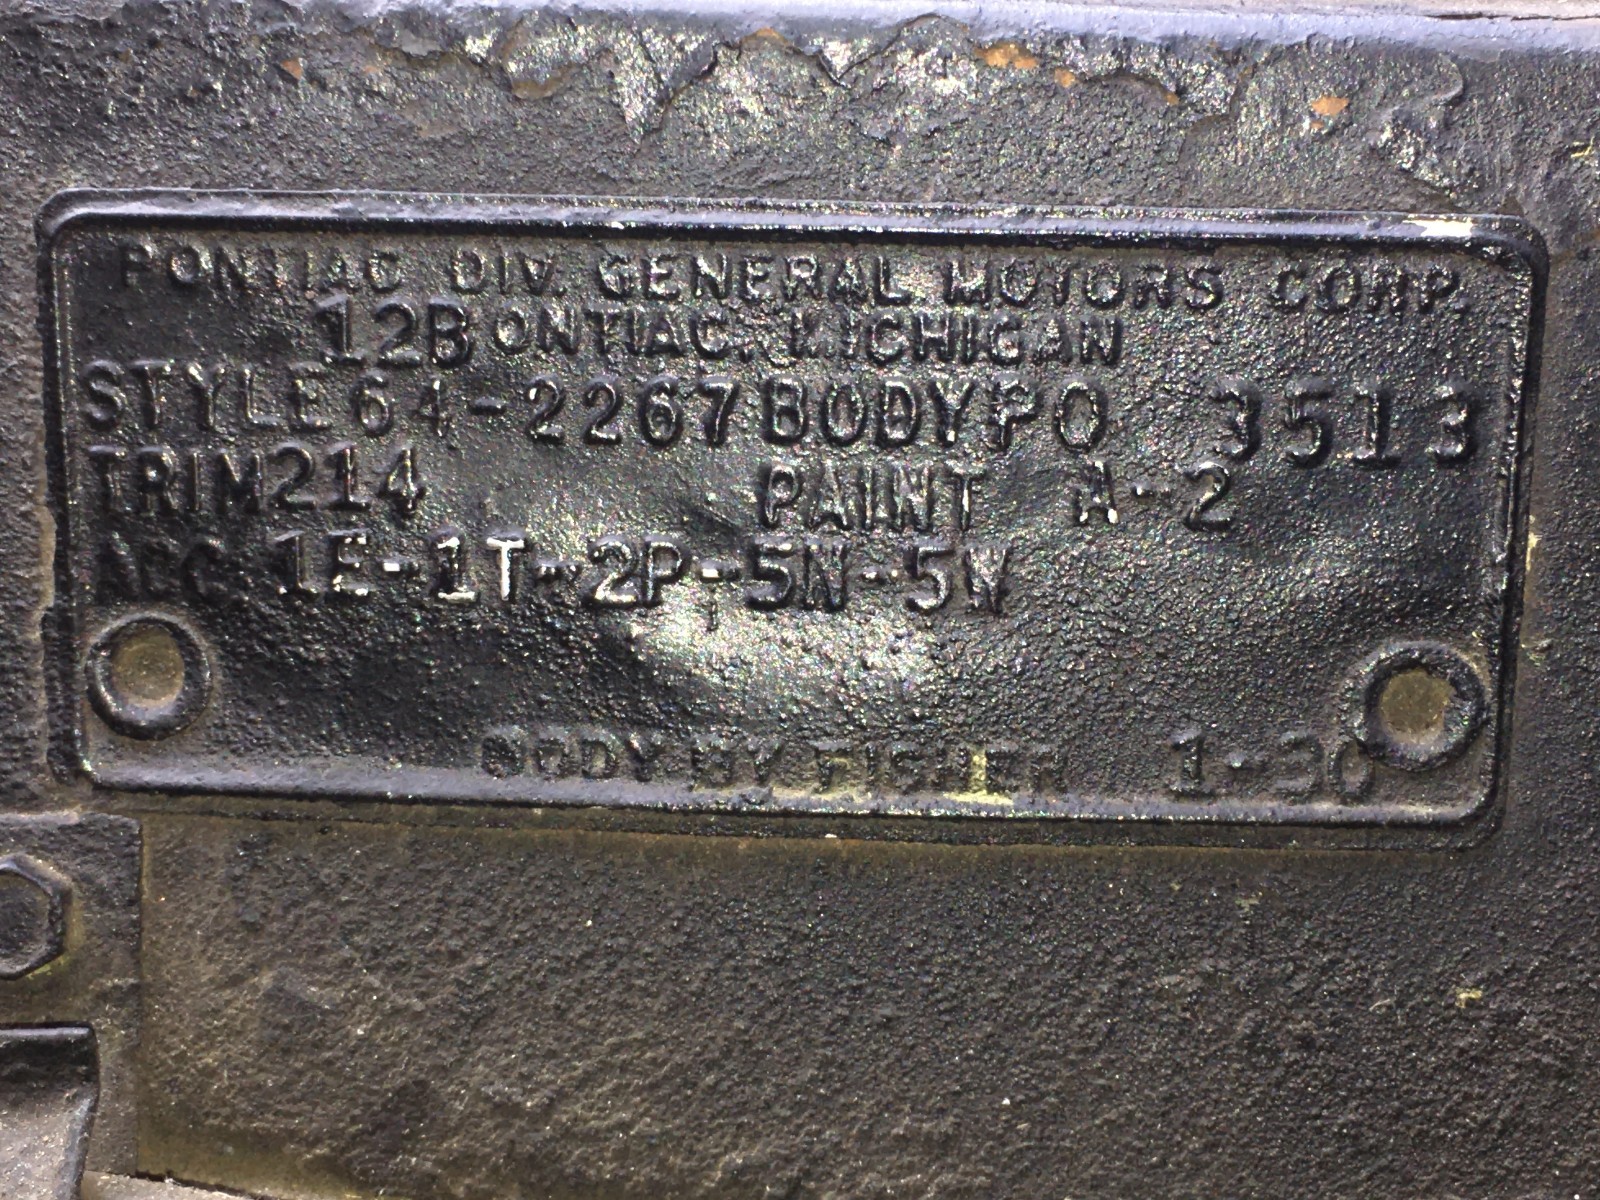 PONTIAC DIV. GENERAL MOTORS CORP.
12B ONTIAC, MICHIGAN
STYLE 64-2267 BODY PO 3513
TRIM 214 PAINT A-2
ACC. 1E-1T-2P-5N-5W
BODY BY FISHER 1-30